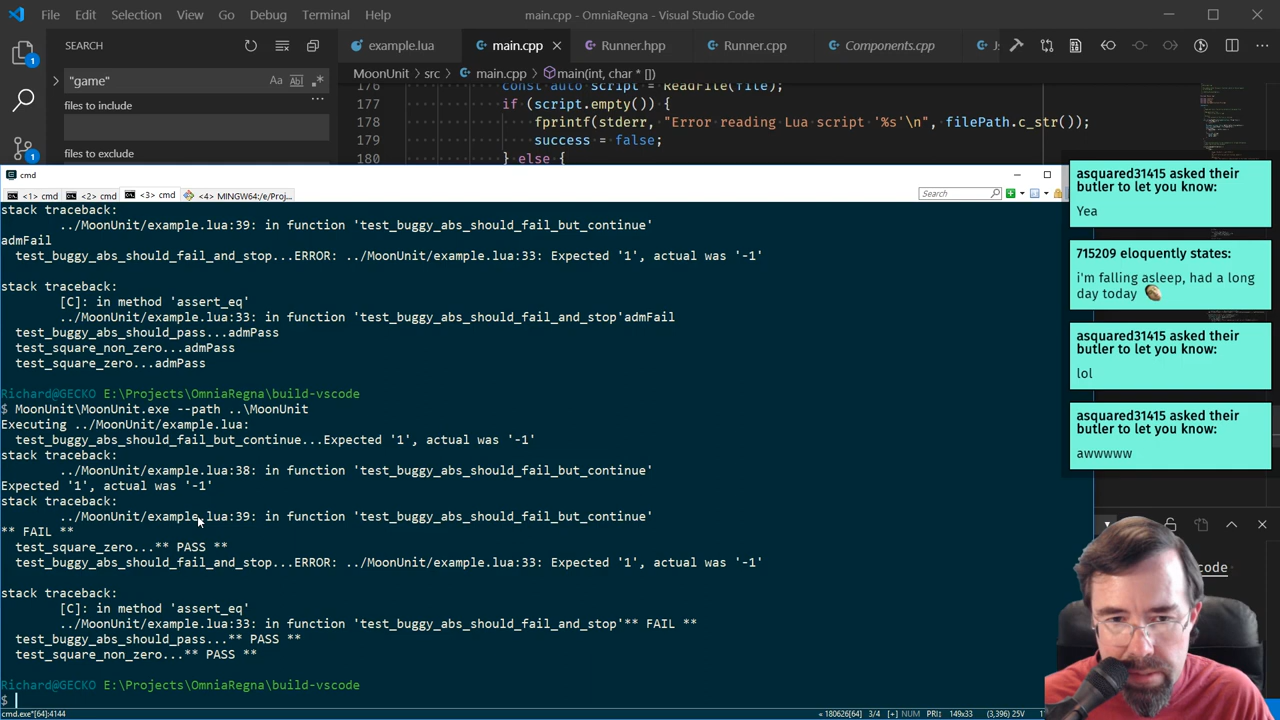 File Edit Selection View Go Debug Terminal Help
main.cpp - OmniaRegna - Visual Studio Code
SEARCH
example.lua
main.cpp
Runner.hpp
Runner.cpp
Components.cpp
"game"
Aa
MoonUnit > src > main.cpp > main(int, char * [])
files to include
files to exclude
176 const auto script = ReadFile(file);
177 if (script.empty()) {
178 fprintf(stderr, "Error reading Lua script '%s'\n", filePath.c_str());
179 success = false;
180 } else {
cmd
<1> cmd
<2> cmd
<3> cmd
<4> MINGW64:/e/Proj...
Search
stack traceback:
../MoonUnit/example.lua:39: in function 'test_buggy_abs_should_fail_but_continue'
admFail
test_buggy_abs_should_fail_and_stop...ERROR: ../MoonUnit/example.lua:33: Expected '1', actual was '-1'
stack traceback:
[C]: in method 'assert_eq'
../MoonUnit/example.lua:33: in function 'test_buggy_abs_should_fail_and_stop'admFail
test_buggy_abs_should_pass...admPass
test_square_non_zero...admPass
test_square_zero...admPass
Richard@GECKO E:\Projects\OmniaRegna\build-vscode
$ MoonUnit\MoonUnit.exe --path ..\MoonUnit
Executing ../MoonUnit/example.lua:
test_buggy_abs_should_fail_but_continue...Expected '1', actual was '-1'
stack traceback:
../MoonUnit/example.lua:38: in function 'test_buggy_abs_should_fail_but_continue'
Expected '1', actual was '-1'
stack traceback:
../MoonUnit/example.lua:39: in function 'test_buggy_abs_should_fail_but_continue'
** FAIL **
test_square_zero...** PASS **
test_buggy_abs_should_fail_and_stop...ERROR: ../MoonUnit/example.lua:33: Expected '1', actual was '-1'
stack traceback:
[C]: in method 'assert_eq'
../MoonUnit/example.lua:33: in function 'test_buggy_abs_should_fail_and_stop'** FAIL **
test_buggy_abs_should_pass...** PASS **
test_square_non_zero...** PASS **
Richard@GECKO E:\Projects\OmniaRegna\build-vscode
$
cmd.exe*[64]:4144
« 180626[64] 3/4 [+] NUM PRI: 149x33 (3,396) 25V
asquared31415 asked their
butler to let you know:
Yea
715209 eloquently states:
i'm falling asleep, had a long
day today
asquared31415 asked their
butler to let you know:
lol
asquared31415 asked their
butler to let you know:
awwwww
code